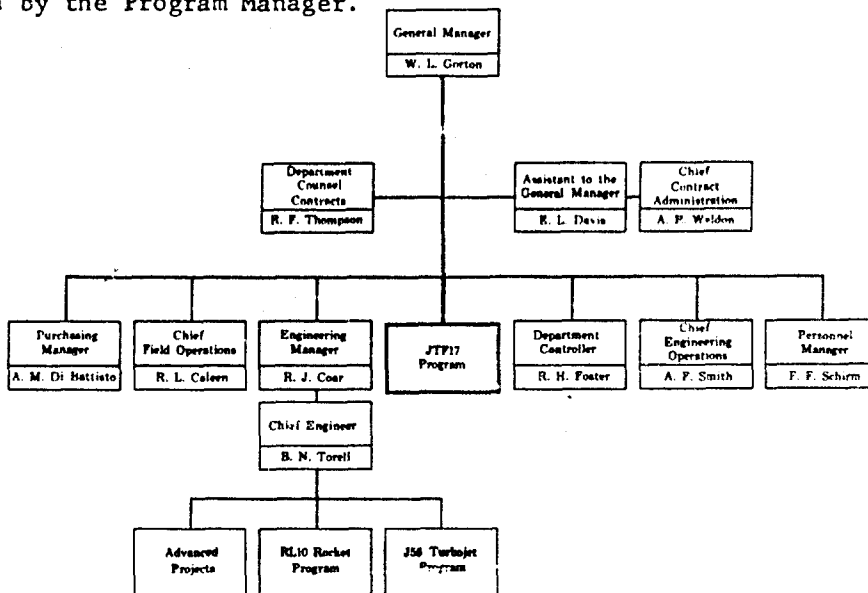 by the Program Manager.
General Manager
W. L. Gorton
Department
Counsel
Contracts
R. F. Thompson
Assistant to the
General Manager
E. L. Davis
Chief
Contract
Administration
A. P. Weldon
Purchasing
Manager
A. M. Di Battisto
Chief
Field Operations
R. L. Caleen
Engineering
Manager
R. J. Coar
JTF17
Program
Department
Controller
R. H. Foster
Chief
Engineering
Operations
A. F. Smith
Personnel
Manager
F. F. Schirm
Chief Engineer
B. N. Torell
Advanced
Projects
RL10 Rocket
Program
J58 Turbojet
Program